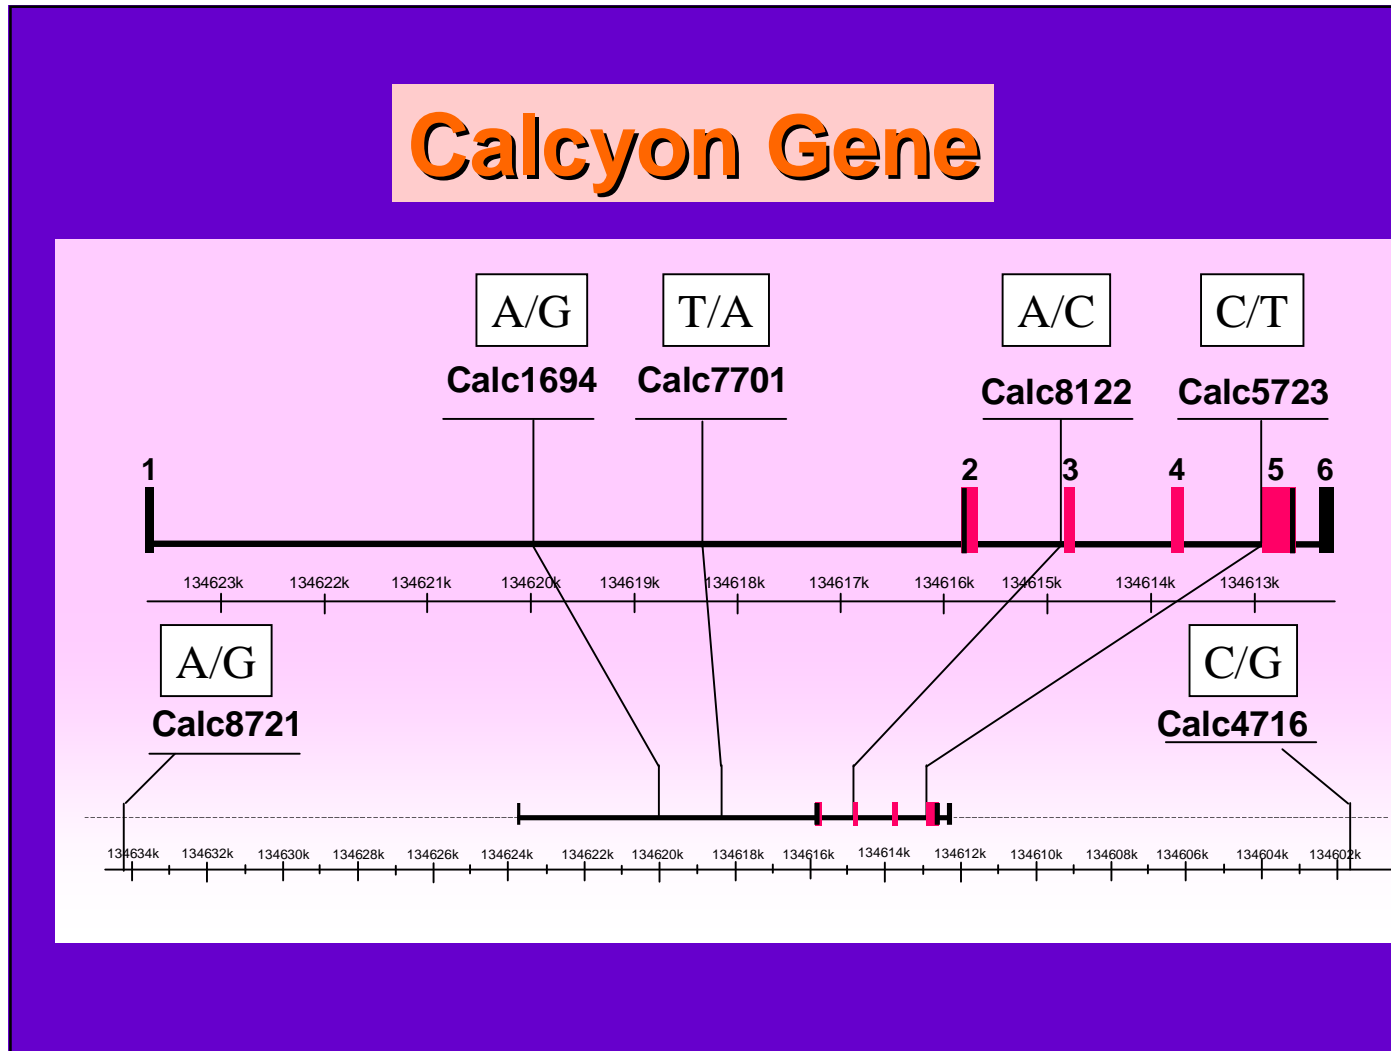 Calcyon Gene
A/G T/A A/C C/T
Calc1694 Calc7701 Calc8122 Calc5723
1 2 3 4 5 6
134623k 134622k 134621k 134620k 134619k 134618k 134617k 134616k 134615k 134614k 134613k
A/G C/G
Calc8721 Calc4716
134634k 134632k 134630k 134628k 134626k 134624k 134622k 134620k 134618k 134616k 134614k 134612k 134610k 134608k 134606k 134604k 134602k